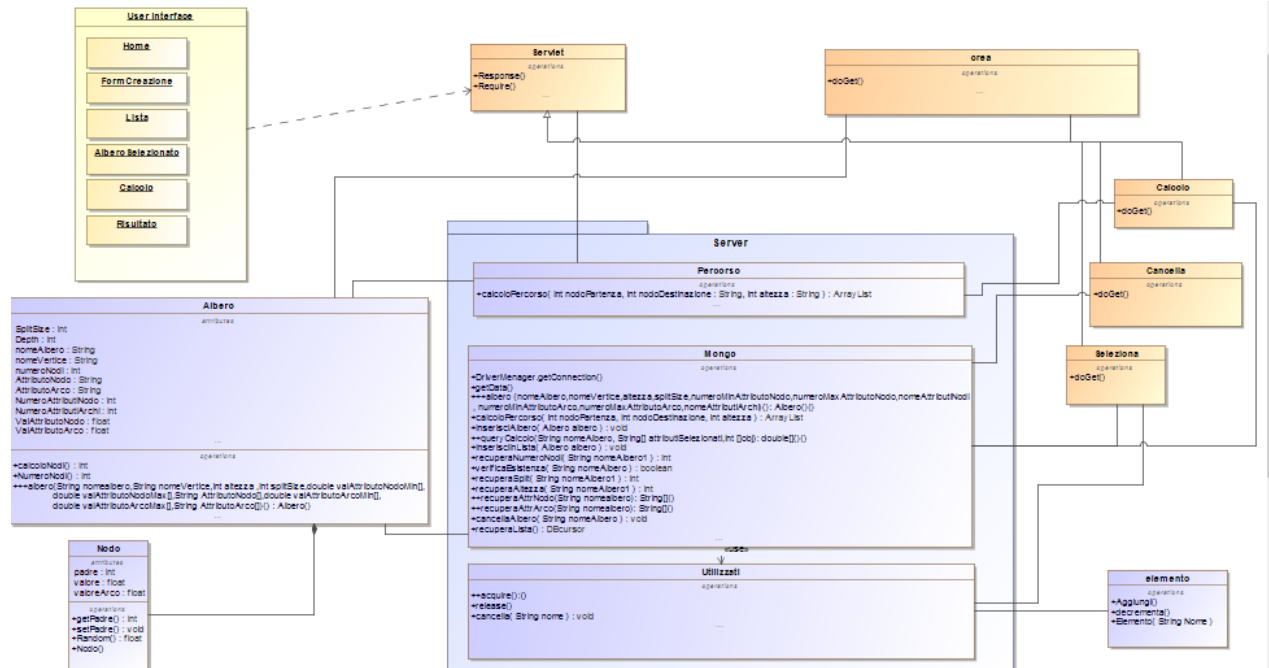 User Interface
Home
FormCreazione
Lista
AlberoSelezionato
Calcolo
Risultato
Servlet
operations
+Response()
+Require()
...
crea
operations
+doGet()
...
Calcolo
operations
+doGet()
Cancella
operations
+doGet()
Seleziona
operations
+doGet()
Server
Percorso
operations
+calcoloPercorso( int nodoPartenza, int nodoDestinazione : String, int altezza : String ) : ArrayList
...
Mongo
operations
+DriverManager.getConnection()
+getData()
+++albero (nomeAlbero,nomeVertice,altezza,splitSize,numeroMinAttributoNodo,numeroMaxAttributoNodo,nomeAttributiNodi
, numeroMinAttributoArco,numeroMaxAttributoArco,nomeAttributiArchi)(): Albero()()
+calcoloPercorso( int nodoPartenza, int nodoDestinazione, int altezza ) : ArrayList
+inserisciAlbero( Albero albero ) : void
++queryCalcolo(String nomeAlbero, String[] attributiSelezionati,int []obj): double[]()()
+inserisciInLista( Albero albero ) : void
+recuperaNumeroNodi( String nomeAlbero1 ) : int
+verificaEsistenza( String nomeAlbero ) : boolean
+recuperaSplit( String nomeAlbero1 ) : int
+recuperaAltezza( String nomeAlbero1 ) : int
++recuperaAttrNodo(String nomealbero): String[]()
++recuperaAttrArco(String nomealbero): String[]()
+cancellaAlbero( String nomeAlbero ) : void
+recuperaLista() : DBcursor
...
«use»
Utilizzati
operations
++acquire():()
+release()
+cancella( String nome ) : void
...
elemento
operations
+Aggiungi()
+decrementa()
+Elemento( String Nome )
Albero
attributes
SplitSize : int
Depth : int
nomeAlbero : String
nomeVertice : String
numeroNodi : int
AttributoNodo : String
AttributoArco : String
NumeroAttributiNodi : int
NumeroAttributiArchi : int
ValAttributoNodo : float
ValAttributoArco : float
...
operations
+calcoloNodi() : int
+NumeroNodi() : int
+++albero(String nomealbero,String nomeVertice,int altezza ,int splitSize,double valAttributoNodoMin[],
double valAttributoNodoMax[],String AttributoNodo[],double valAttributoArcoMin[],
double valAttributoArcoMax[],String AttributoArco[])() : Albero()
...
Nodo
attributes
padre : int
valore : float
valoreArco : float
operations
+getPadre() : int
+setPadre() : void
+Random() : float
+Nodo()